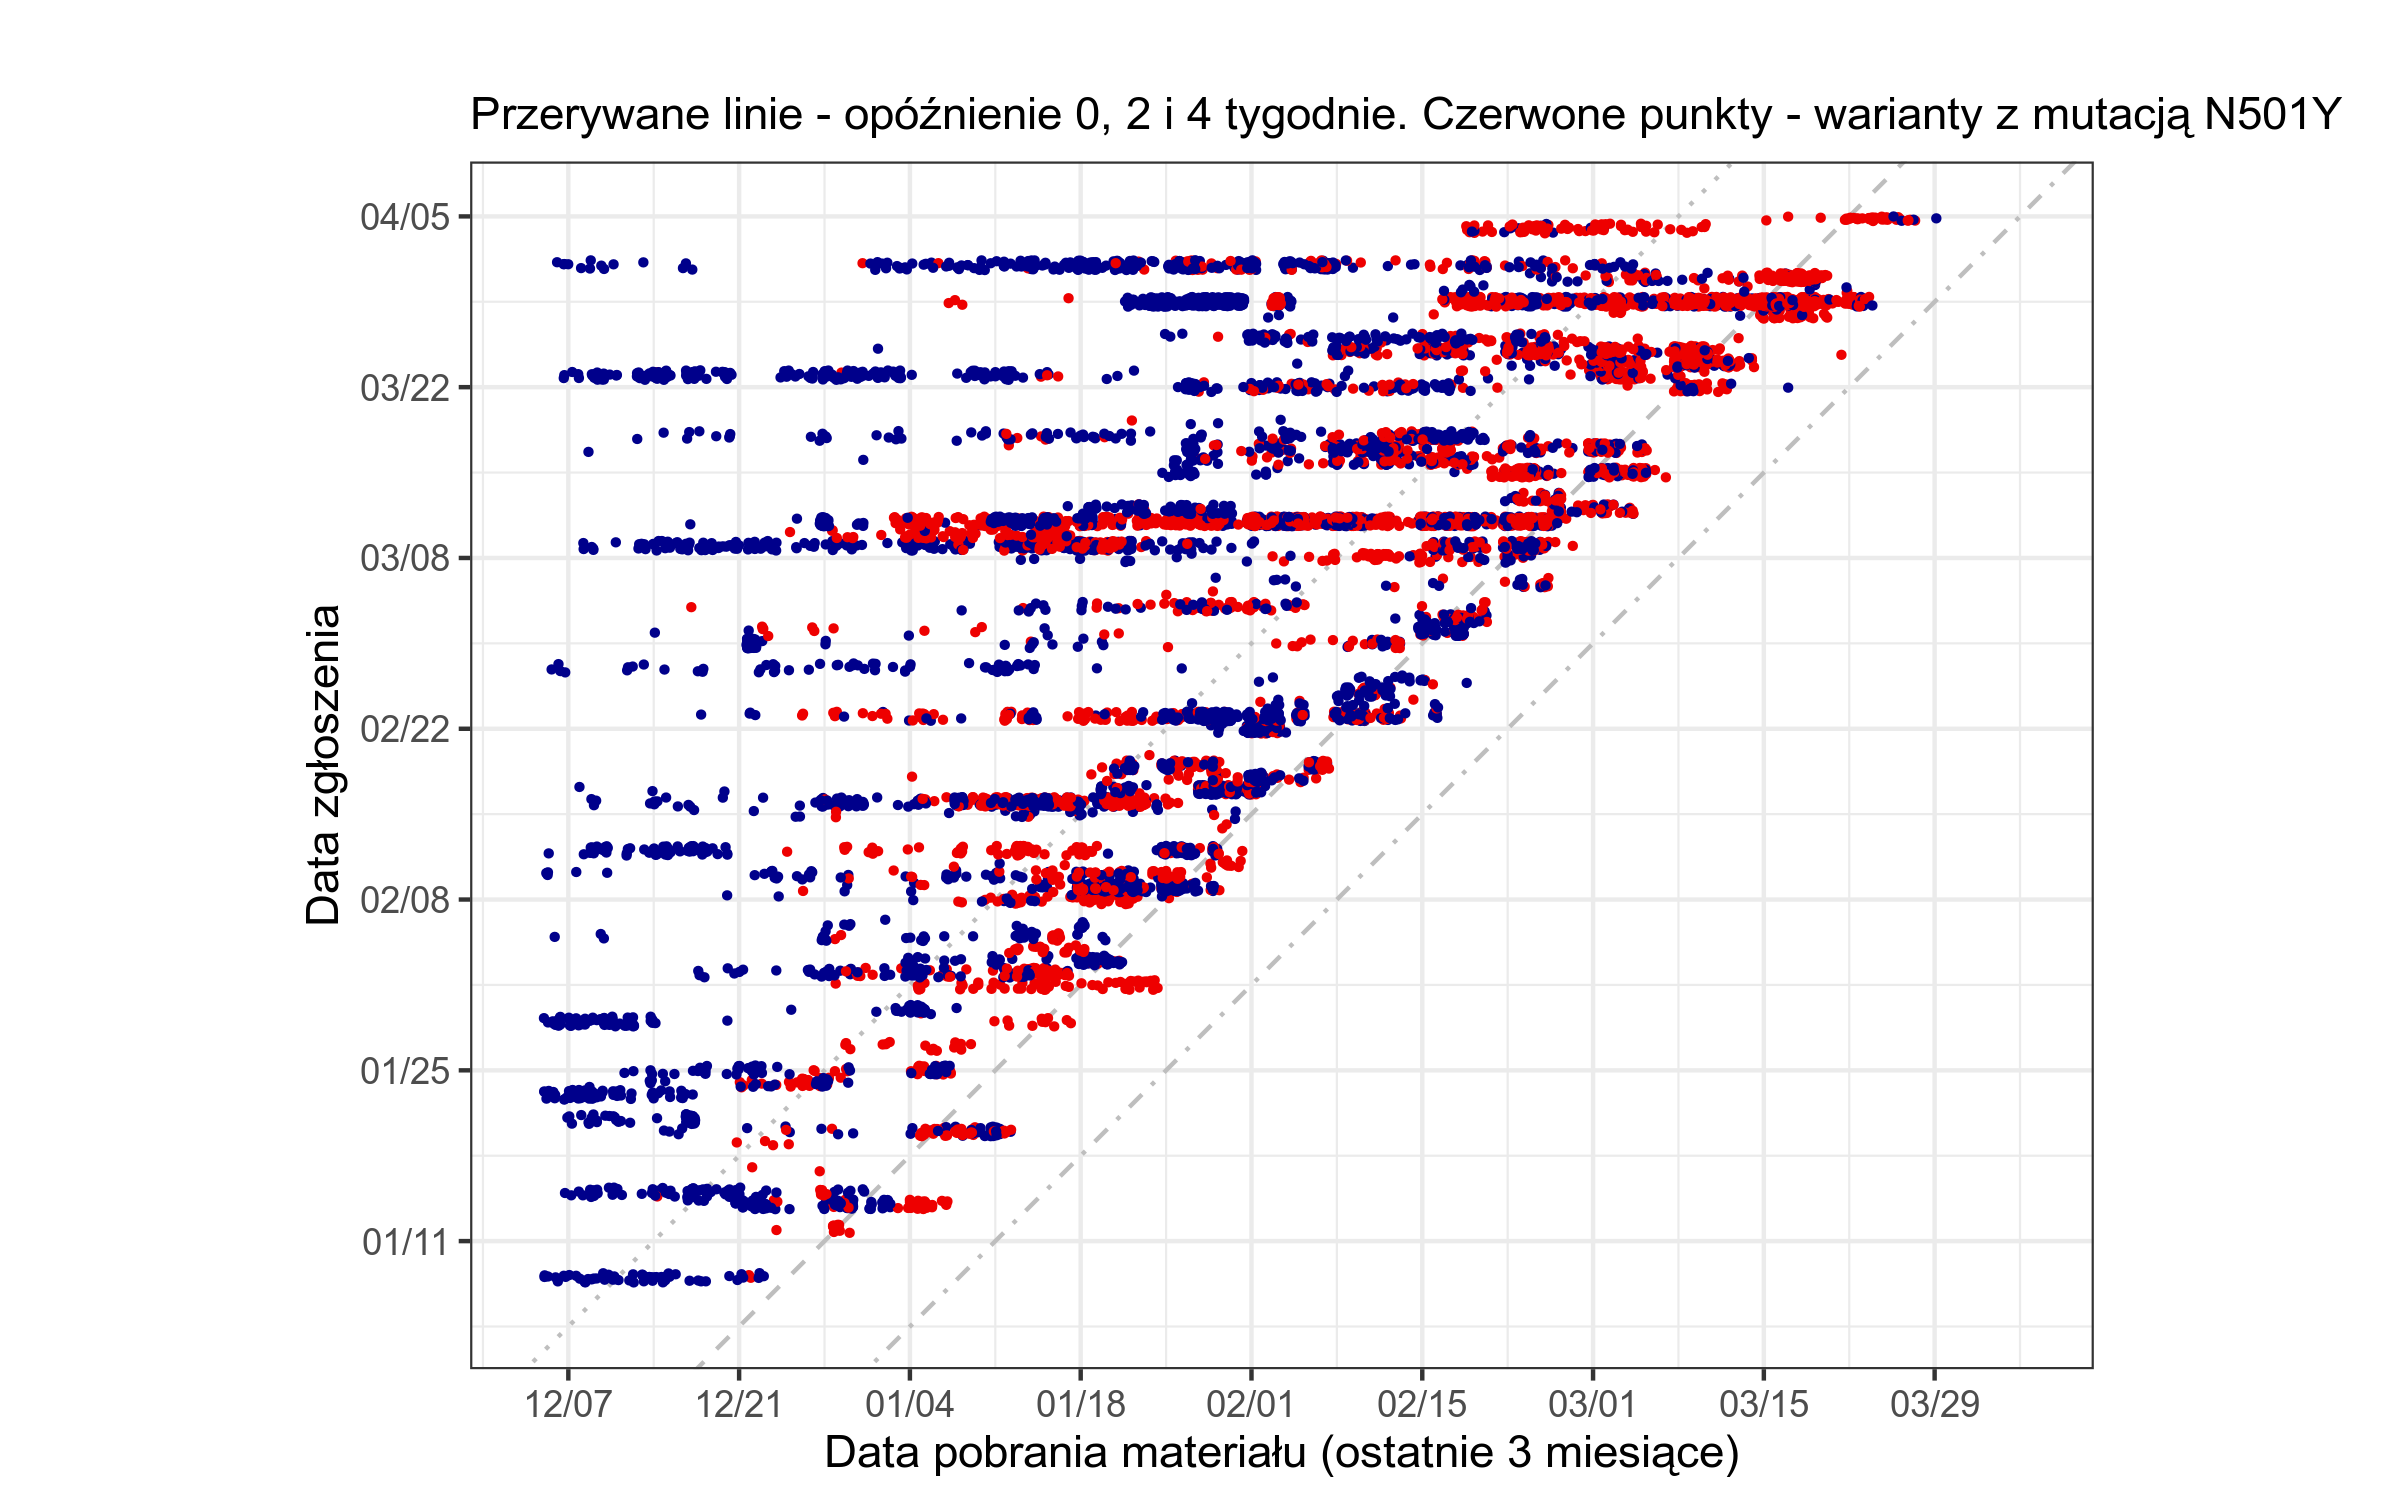 Przerywane linie - opóźnienie 0, 2 i 4 tygodnie. Czerwone punkty - warianty z mutacją N501Y
Data zgłoszenia
04/05
03/22
03/08
02/22
02/08
01/25
01/11
12/07 12/21 01/04 01/18 02/01 02/15 03/01 03/15 03/29
Data pobrania materiału (ostatnie 3 miesiące)